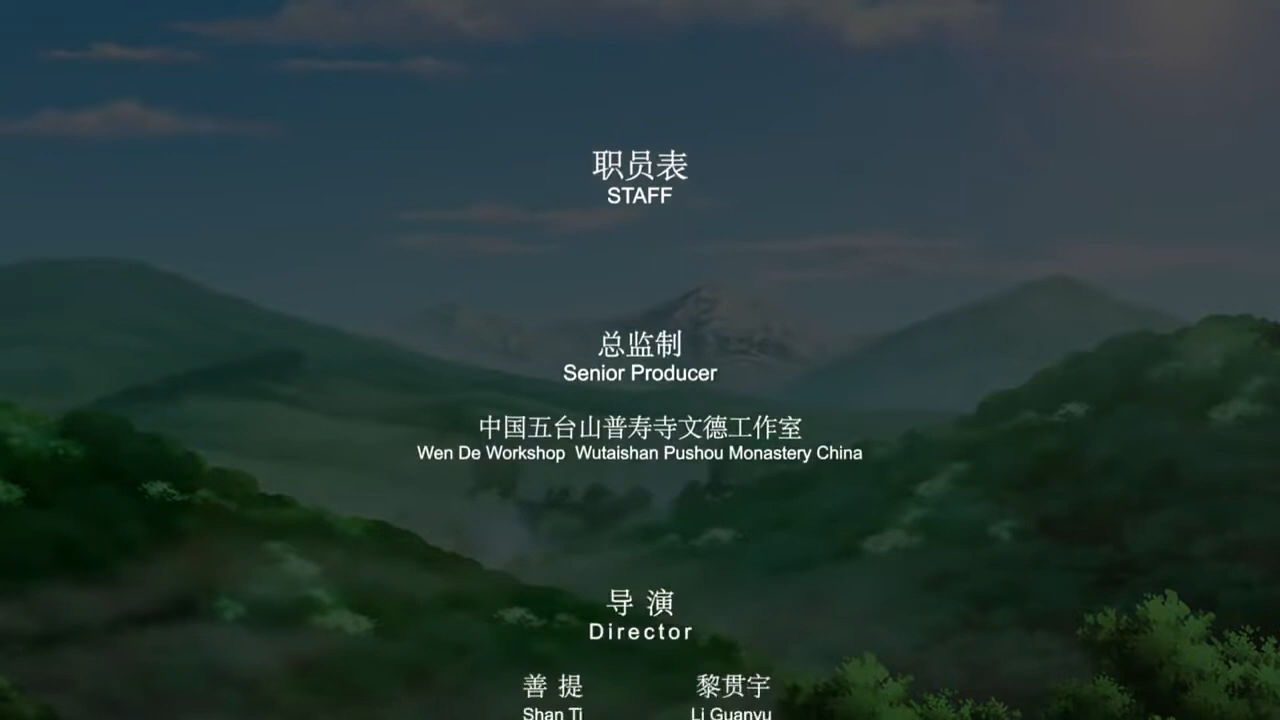 职员表
STAFF
总监制
Senior Producer
中国五台山普寿寺文德工作室
Wen De Workshop  Wutaishan Pushou Monastery China
导 演
Director
善 提 黎贯宇
Shan Ti Li Guanyu